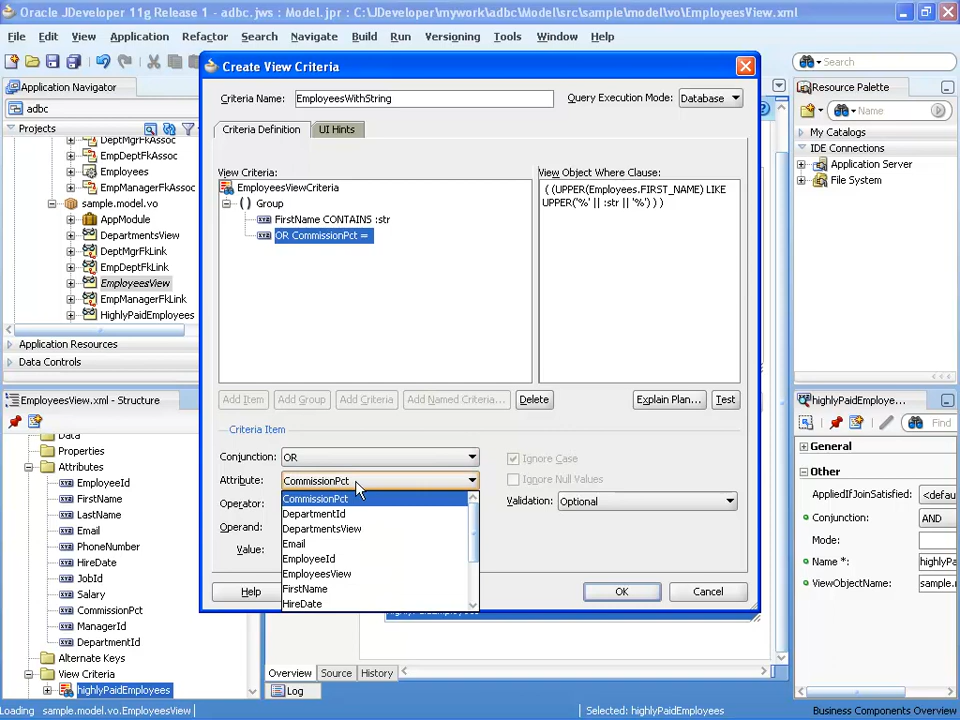 Oracle JDeveloper 11g Release 1 - adbc.jws : Model.jpr : C:\JDeveloper\mywork\adbc\Model\src\sample\model\vo\EmployeesView.xml
File Edit View Application Refactor Search Navigate Build Run Versioning Tools Window Help
Search
Application Navigator
adbc
Projects
DeptMgrFkAssoc
EmpDeptFkAssoc
Employees
EmpManagerFkAssoc
sample.model.vo
AppModule
DepartmentsView
DeptMgrFkLink
EmpDeptFkLink
EmployeesView
EmpManagerFkLink
HighlyPaidEmployees
Application Resources
Data Controls
EmployeesView.xml - Structure
Data
Properties
Attributes
EmployeeId
FirstName
LastName
Email
PhoneNumber
HireDate
JobId
Salary
CommissionPct
ManagerId
DepartmentId
Alternate Keys
View Criteria
highlyPaidEmployees
Create View Criteria
Criteria Name: EmployeesWithString
Query Execution Mode: Database
Criteria Definition UI Hints
View Criteria:
EmployeesViewCriteria
( ) Group
FirstName CONTAINS :str
OR CommissionPct =
View Object Where Clause:
( (UPPER(Employees.FIRST_NAME) LIKE
UPPER('%' || :str || '%') ) )
Add Item Add Group Add Criteria Add Named Criteria... Delete Explain Plan... Test
Criteria Item
Conjunction: OR
Attribute: CommissionPct
Operator:
Operand:
Value:
CommissionPct
DepartmentId
DepartmentsView
Email
EmployeeId
EmployeesView
FirstName
HireDate
Ignore Case
Ignore Null Values
Validation: Optional
Help OK Cancel
Overview Source History
Log
Resource Palette
Name
My Catalogs
IDE Connections
Application Server
File System
highlyPaidEmploye...
Find
General
Other
AppliedIfJoinSatisfied: <defau
Conjunction: AND
Mode:
Name *: highlyPa
ViewObjectName: sample.
Loading sample.model.vo.EmployeesView
Selected: highlyPaidEmployees
Business Components Overview